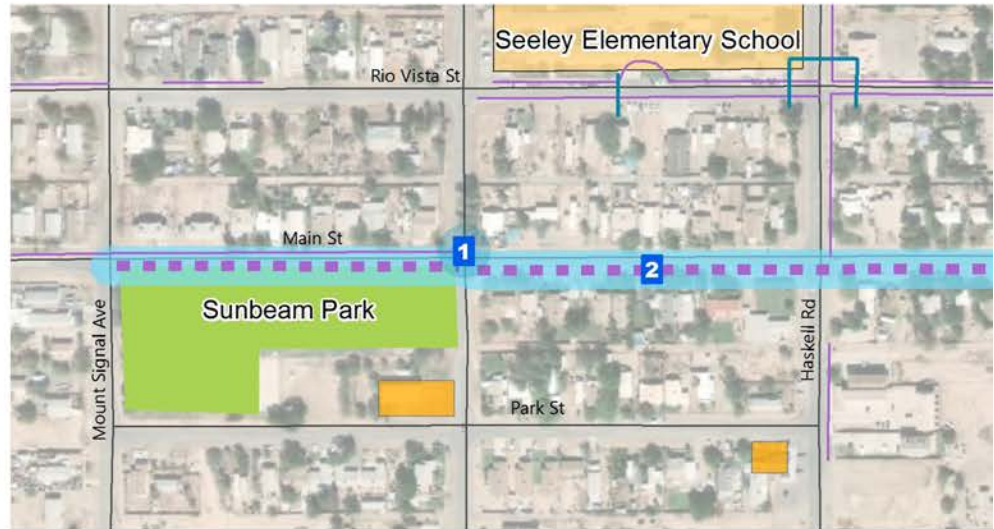 Seeley Elementary School
Rio Vista St
Main St
1
2
Sunbeam Park
Mount Signal Ave
Haskell Rd
Park St